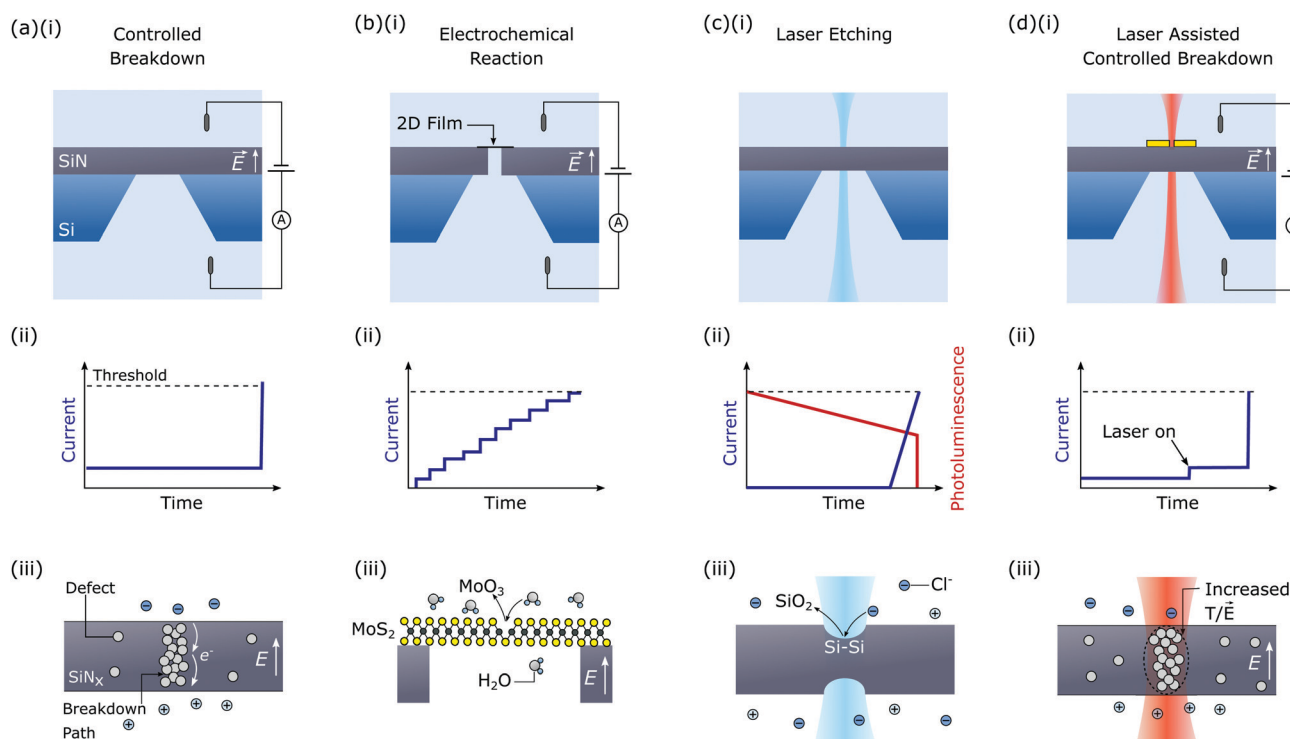 (a)(i)
Controlled
Breakdown
(b)(i)
Electrochemical
Reaction
(c)(i)
Laser Etching
(d)(i)
Laser Assisted
Controlled Breakdown
SiN
E
Si
A
2D Film
E
A
E
(ii)
Threshold
Current
Time
(ii)
Current
Time
(ii)
Current
Time
Photoluminescence
(ii)
Laser on
Current
Time
(iii)
Defect
e-
E
SiNX
Breakdown
Path
(iii)
MoO3
MoS2
H2O
E
(iii)
Cl-
SiO2
Si-Si
(iii)
Increased
T/E
E